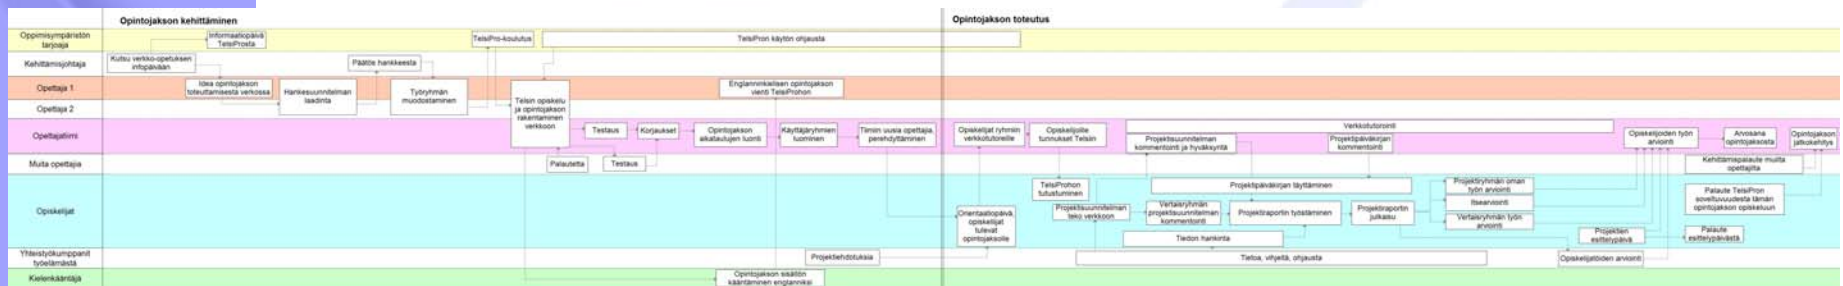 Opintojakson kehittäminen
Opintojakson toteutus
Oppimisympäristön
tarjoaja
Informaatiopäivä
TelsiProsta
TelsiPro-koulutus
TelsiPron käytön ohjausta
Kehittämisjohtaja
Kutsu verkko-opetuksen
infopäivään
Päätös hankkeesta
Opettaja 1
Idea opintojakson
toteuttamisesta verkossa
Hankesuunnitelman
laadinta
Työryhmän
muodostaminen
Telsin opiskelu
ja opintojakson
rakentaminen
verkkoon
Englanninkielisen opintojakson
vienti TelsiProhon
Opettaja 2
Opettajatiimi
Testaus
Korjaukset
Opintojakson
aikataulujen luonti
Käyttäjäryhmien
luominen
Tiimiin uusia opettajia,
perehdyttäminen
Opiskelijat ryhmiin
verkkotutoreille
Opiskelijoille
tunnukset Telsiin
Verkkotutorointi
Projektisuunnitelman
kommentointi ja hyväksyntä
Projektipäiväkirjan
kommentointi
Opiskelijoiden työn
arviointi
Arvosana
opintojaksosta
Opintojakson
jatkokehitys
Muita opettajia
Palautetta
Testaus
Kehittämispalaute muilta
opettajilta
Opiskelijat
TelsiProhon
tutustuminen
Projektipäiväkirjan täyttäminen
Projektiryhmän oman
työn arviointi
Itsearviointi
Vertaisryhmän työn
arviointi
Palaute TelsiPron
soveltuvuudesta tämän
opintojakson opiskeluun
Orientaatiopäivä,
opiskelijat
tulevat
opintojaksolle
Projektisuunnitelman
teko verkkoon
Vertaisryhmän
projektisuunnitelman
kommentointi
Projektiraportin työstäminen
Projektiraportin
julkaisu
Tiedon hankinta
Projektien
esittelypäivä
Palaute
esittelypäivästä
Yhteistyökumppanit
työelämästä
Projektiehdotuksia
Tietoa, vihjeitä, ohjausta
Opiskelijatöiden arviointi
Kielenkääntäjä
Opintojakson sisällön
kääntäminen englanniksi